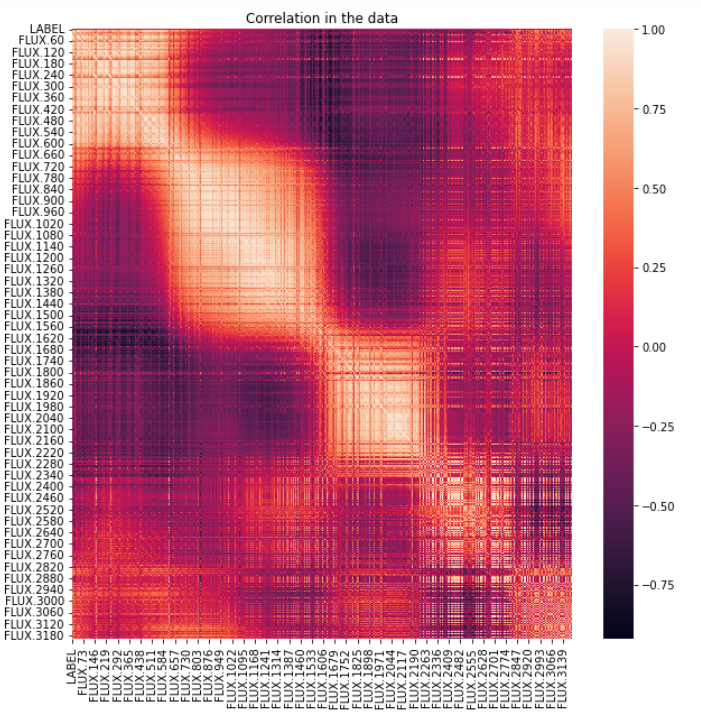 Correlation in the data
LABEL
FLUX.60
FLUX.120
FLUX.180
FLUX.240
FLUX.300
FLUX.360
FLUX.420
FLUX.480
FLUX.540
FLUX.600
FLUX.660
FLUX.720
FLUX.780
FLUX.840
FLUX.900
FLUX.960
FLUX.1020
FLUX.1080
FLUX.1140
FLUX.1200
FLUX.1260
FLUX.1320
FLUX.1380
FLUX.1440
FLUX.1500
FLUX.1560
FLUX.1620
FLUX.1680
FLUX.1740
FLUX.1800
FLUX.1860
FLUX.1920
FLUX.1980
FLUX.2040
FLUX.2100
FLUX.2160
FLUX.2220
FLUX.2280
FLUX.2340
FLUX.2400
FLUX.2460
FLUX.2520
FLUX.2580
FLUX.2640
FLUX.2700
FLUX.2760
FLUX.2820
FLUX.2880
FLUX.2940
FLUX.3000
FLUX.3060
FLUX.3120
FLUX.3180
LABEL
FLUX.73
FLUX.146
FLUX.219
FLUX.292
FLUX.365
FLUX.438
FLUX.511
FLUX.584
FLUX.657
FLUX.730
FLUX.803
FLUX.876
FLUX.949
FLUX.1022
FLUX.1095
FLUX.1168
FLUX.1241
FLUX.1314
FLUX.1387
FLUX.1460
FLUX.1533
FLUX.1606
FLUX.1679
FLUX.1752
FLUX.1825
FLUX.1898
FLUX.1971
FLUX.2044
FLUX.2117
FLUX.2190
FLUX.2263
FLUX.2336
FLUX.2409
FLUX.2482
FLUX.2555
FLUX.2628
FLUX.2701
FLUX.2774
FLUX.2847
FLUX.2920
FLUX.2993
FLUX.3066
FLUX.3139
1.00
0.75
0.50
0.25
0.00
−0.25
−0.50
−0.75